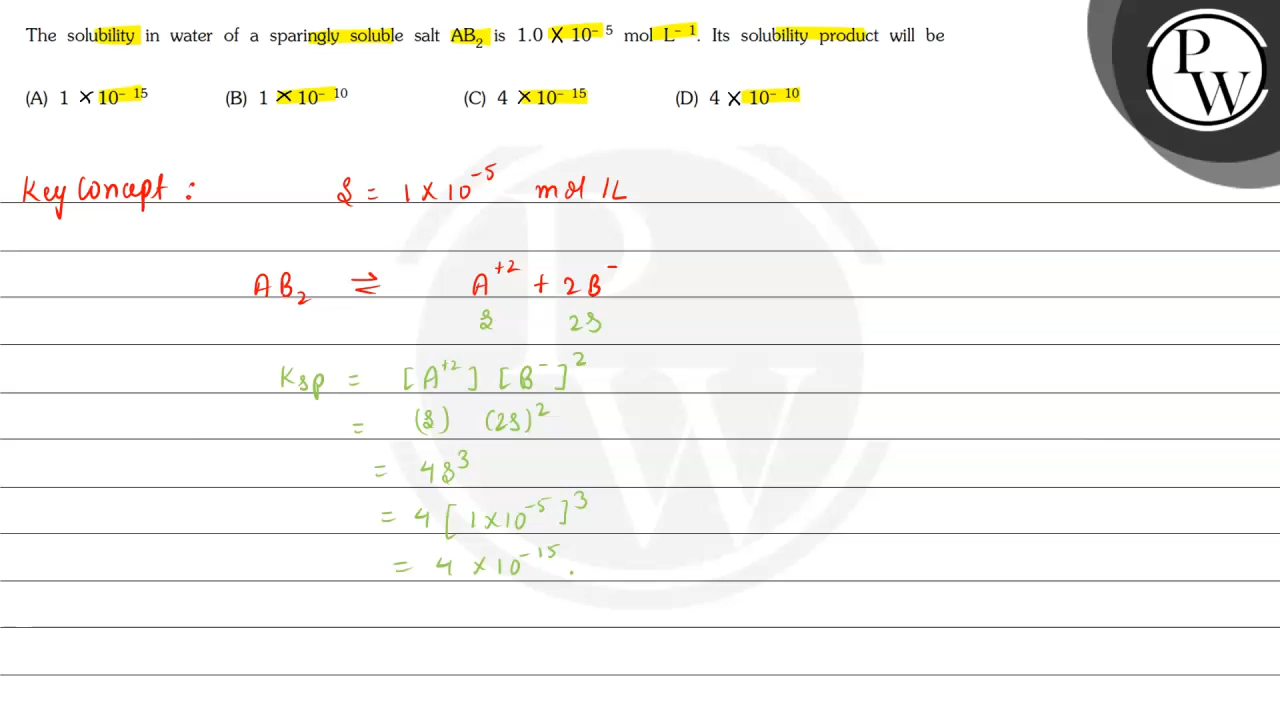 The solubility in water of a sparingly soluble salt AB₂ is 1.0 × 10⁻⁵ mol L⁻¹. Its solubility product will be
(A) 1 × 10⁻¹⁵ (B) 1 × 10⁻¹⁰ (C) 4 × 10⁻¹⁵ (D) 4 × 10⁻¹⁰
P
W
Key Concept : S = 1 × 10⁻⁵ mol /L
AB₂ ⇌ A⁺² + 2B⁻
S 2S
Ksp = [A⁺²] [B⁻]²
= (S) (2S)²
= 4S³
= 4 [1 × 10⁻⁵]³
= 4 × 10⁻¹⁵.